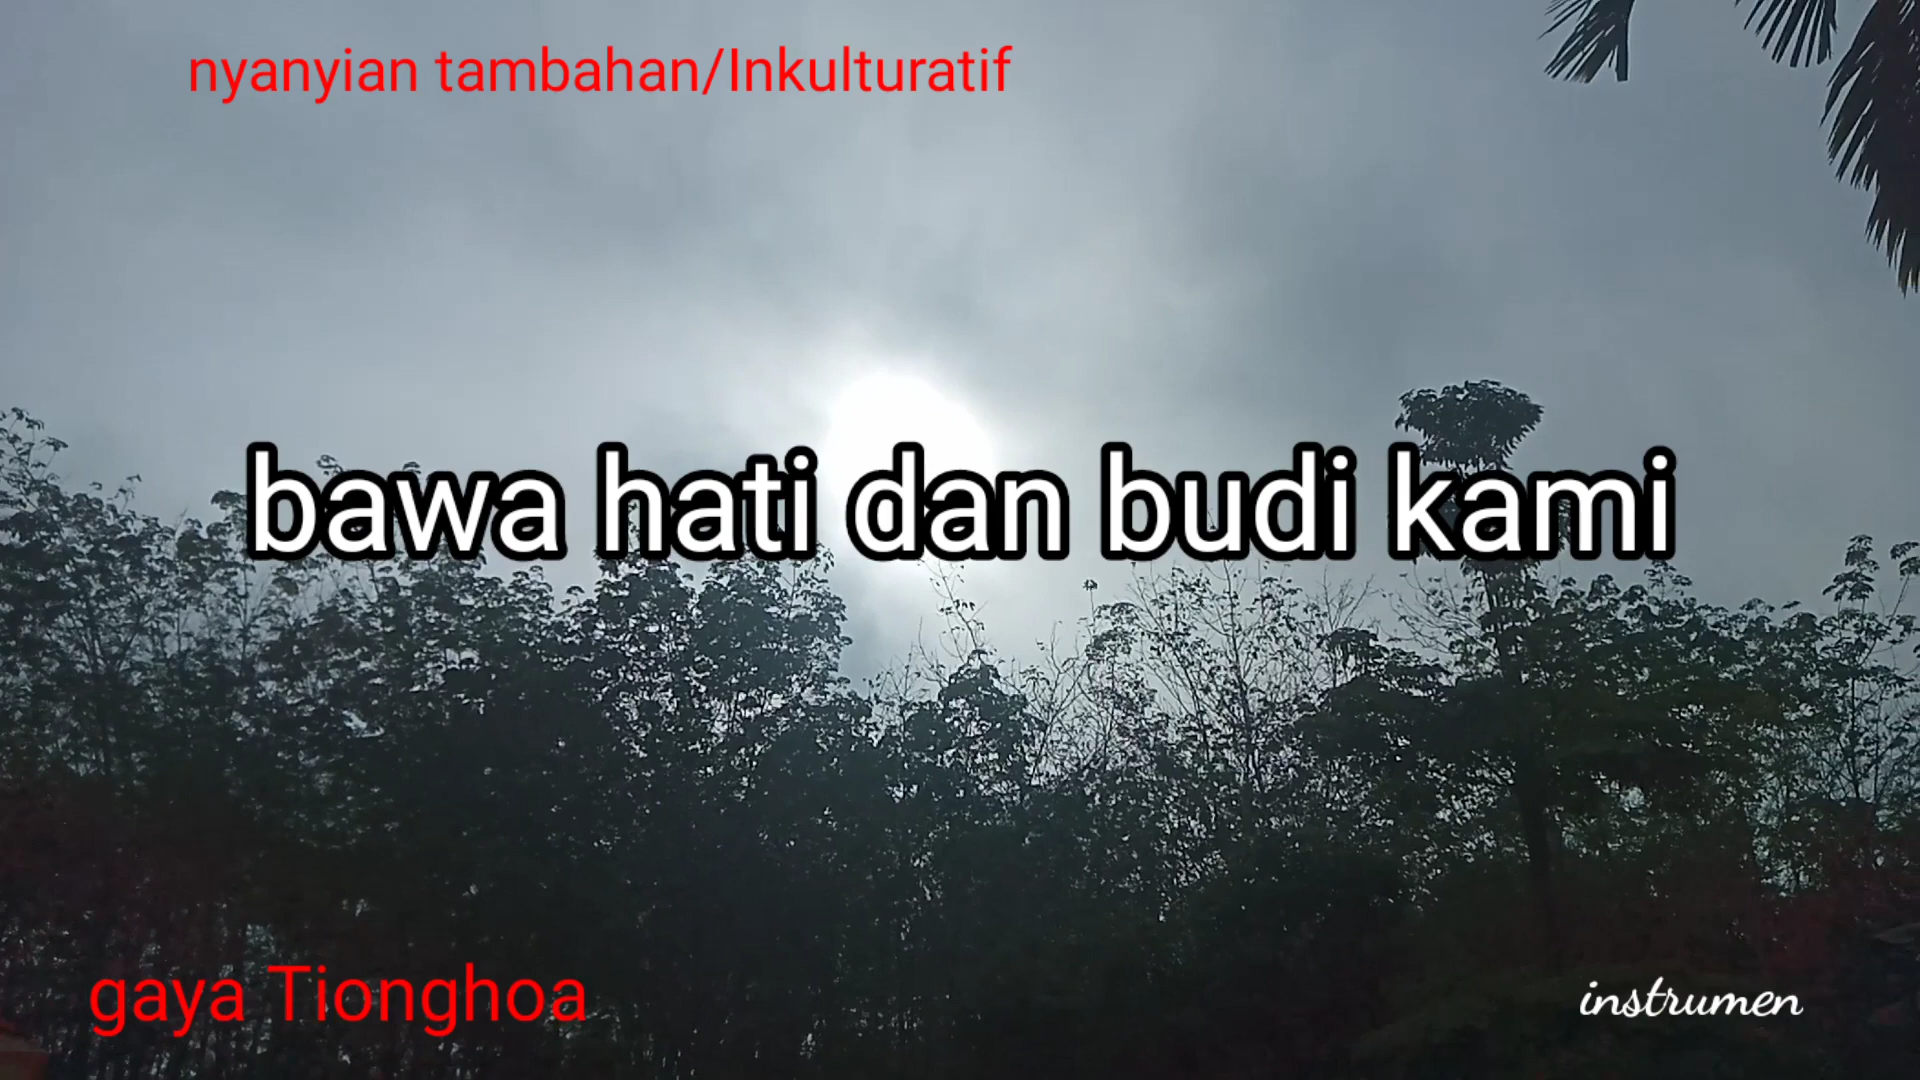 nyanyian tambahan/Inkulturatif
bawa hati dan budi kami
gaya Tionghoa
instrumen